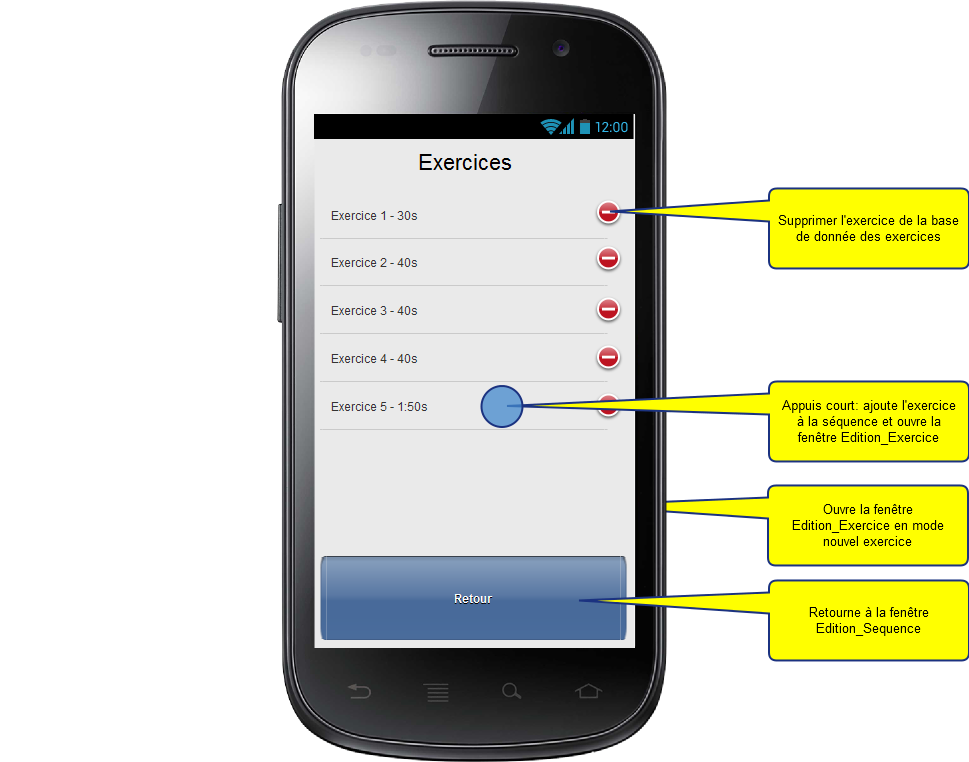 12:00
Exercices
Exercice 1 - 30s
Exercice 2 - 40s
Exercice 3 - 40s
Exercice 4 - 40s
Exercice 5 - 1:50s
Retour
Supprimer l'exercice de la base
de donnée des exercices
Appuis court: ajoute l'exercice
à la séquence et ouvre la
fenêtre Edition_Exercice
Ouvre la fenêtre
Edition_Exercice en mode
nouvel exercice
Retourne à la fenêtre
Edition_Sequence